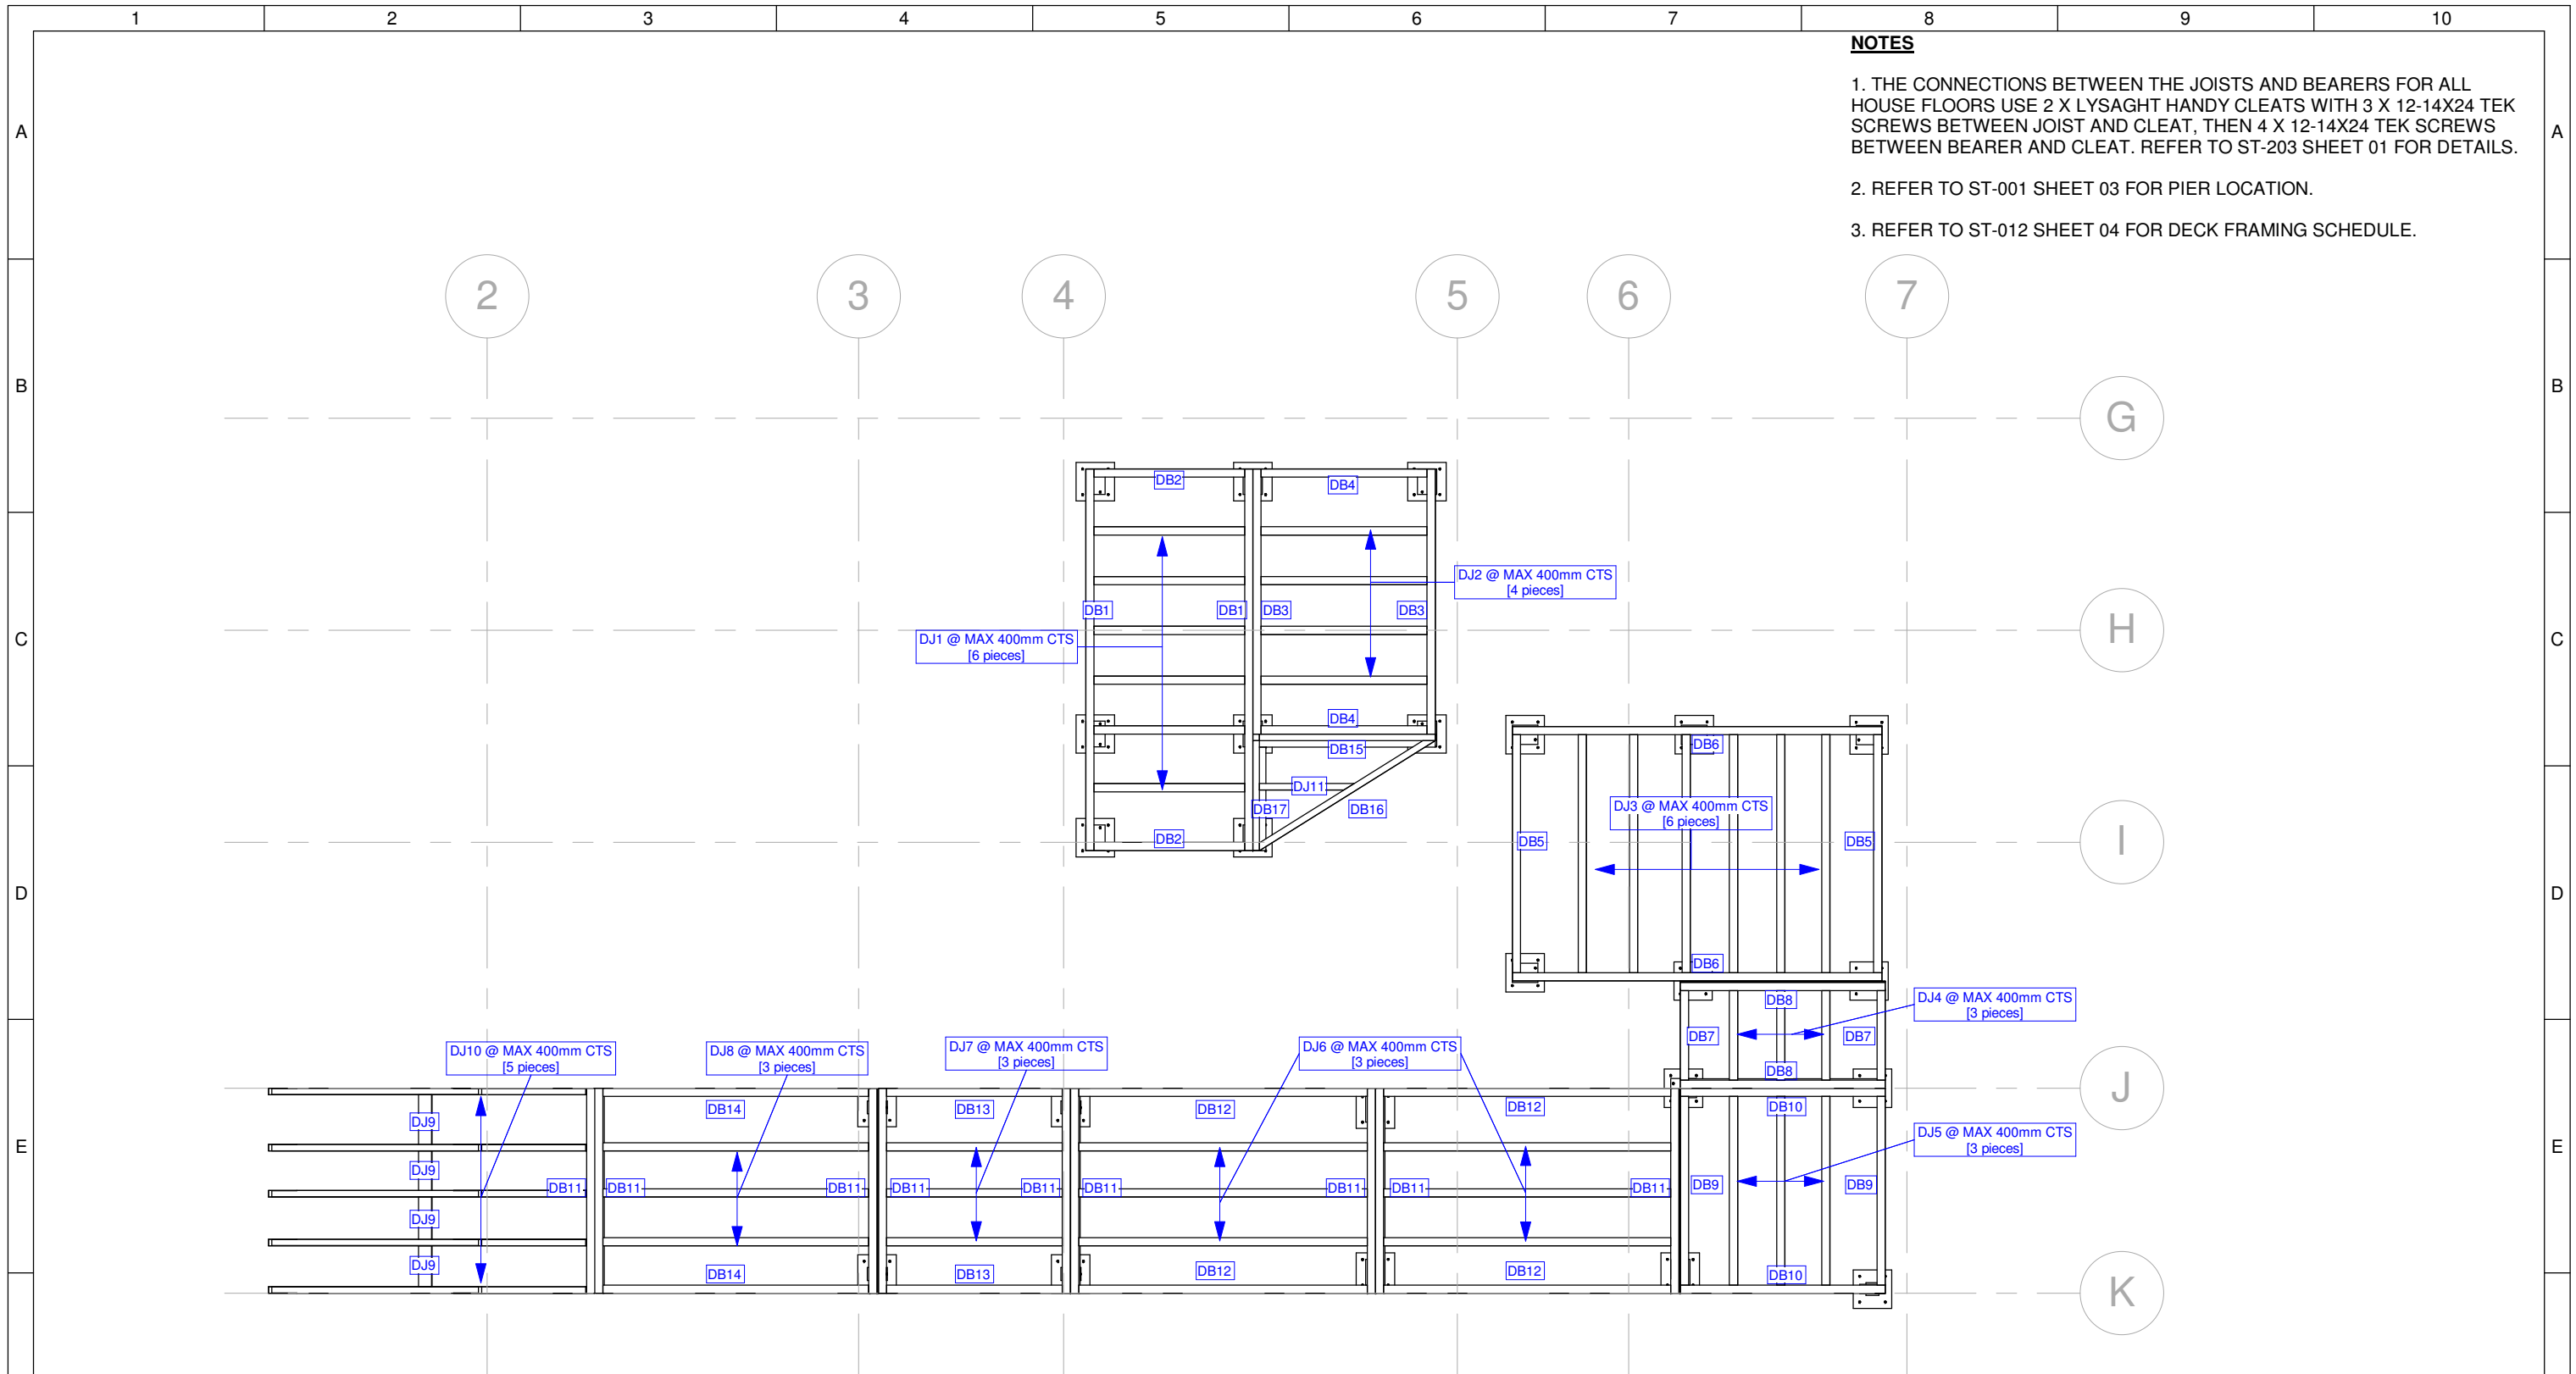 1 2 3 4 5 6 7 8 9 10
NOTES
1. THE CONNECTIONS BETWEEN THE JOISTS AND BEARERS FOR ALL
HOUSE FLOORS USE 2 X LYSAGHT HANDY CLEATS WITH 3 X 12-14X24 TEK
SCREWS BETWEEN JOIST AND CLEAT, THEN 4 X 12-14X24 TEK SCREWS
BETWEEN BEARER AND CLEAT. REFER TO ST-203 SHEET 01 FOR DETAILS.
2. REFER TO ST-001 SHEET 03 FOR PIER LOCATION.
3. REFER TO ST-012 SHEET 04 FOR DECK FRAMING SCHEDULE.
A A
2 3 4 5 6 7
B B
G
DB2 DB4
DJ2 @ MAX 400mm CTS
[4 pieces]
DB1 DB1 DB3 DB3
H
C C
DJ1 @ MAX 400mm CTS
[6 pieces]
DB4
DB15
DB6
DJ11
DB17 DB16
DJ3 @ MAX 400mm CTS
[6 pieces]
DB2
DB5 DB5
I
D D
DB6
DB8
DJ4 @ MAX 400mm CTS
[3 pieces]
DB7 DB7
DJ10 @ MAX 400mm CTS
[5 pieces]
DJ8 @ MAX 400mm CTS
[3 pieces]
DJ7 @ MAX 400mm CTS
[3 pieces]
DJ6 @ MAX 400mm CTS
[3 pieces]
DB8
J
DJ9 DB14 DB13 DB12 DB12 DB10
DJ5 @ MAX 400mm CTS
[3 pieces]
E E
DJ9
DB11 DB11 DB11 DB11 DB11 DB11 DB11 DB11 DB11 DB9 DB9
DJ9
DJ9 DB14 DB13 DB12 DB12 DB10
K